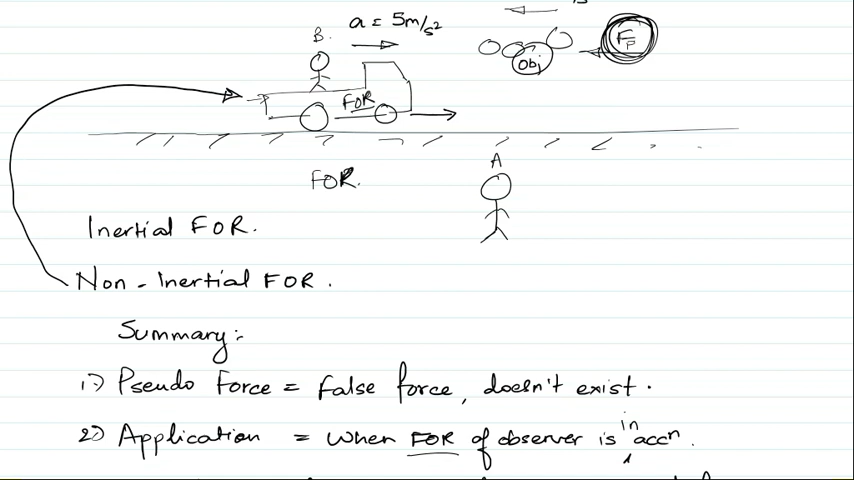 a = 5m/s²
B.
Fp
Obj
FOR
A
FOR.
Inertial FOR.
Non-Inertial FOR.
Summary:
1) Pseudo Force = false force, doesn't exist.
2) Application = When FOR of observer is in accn.